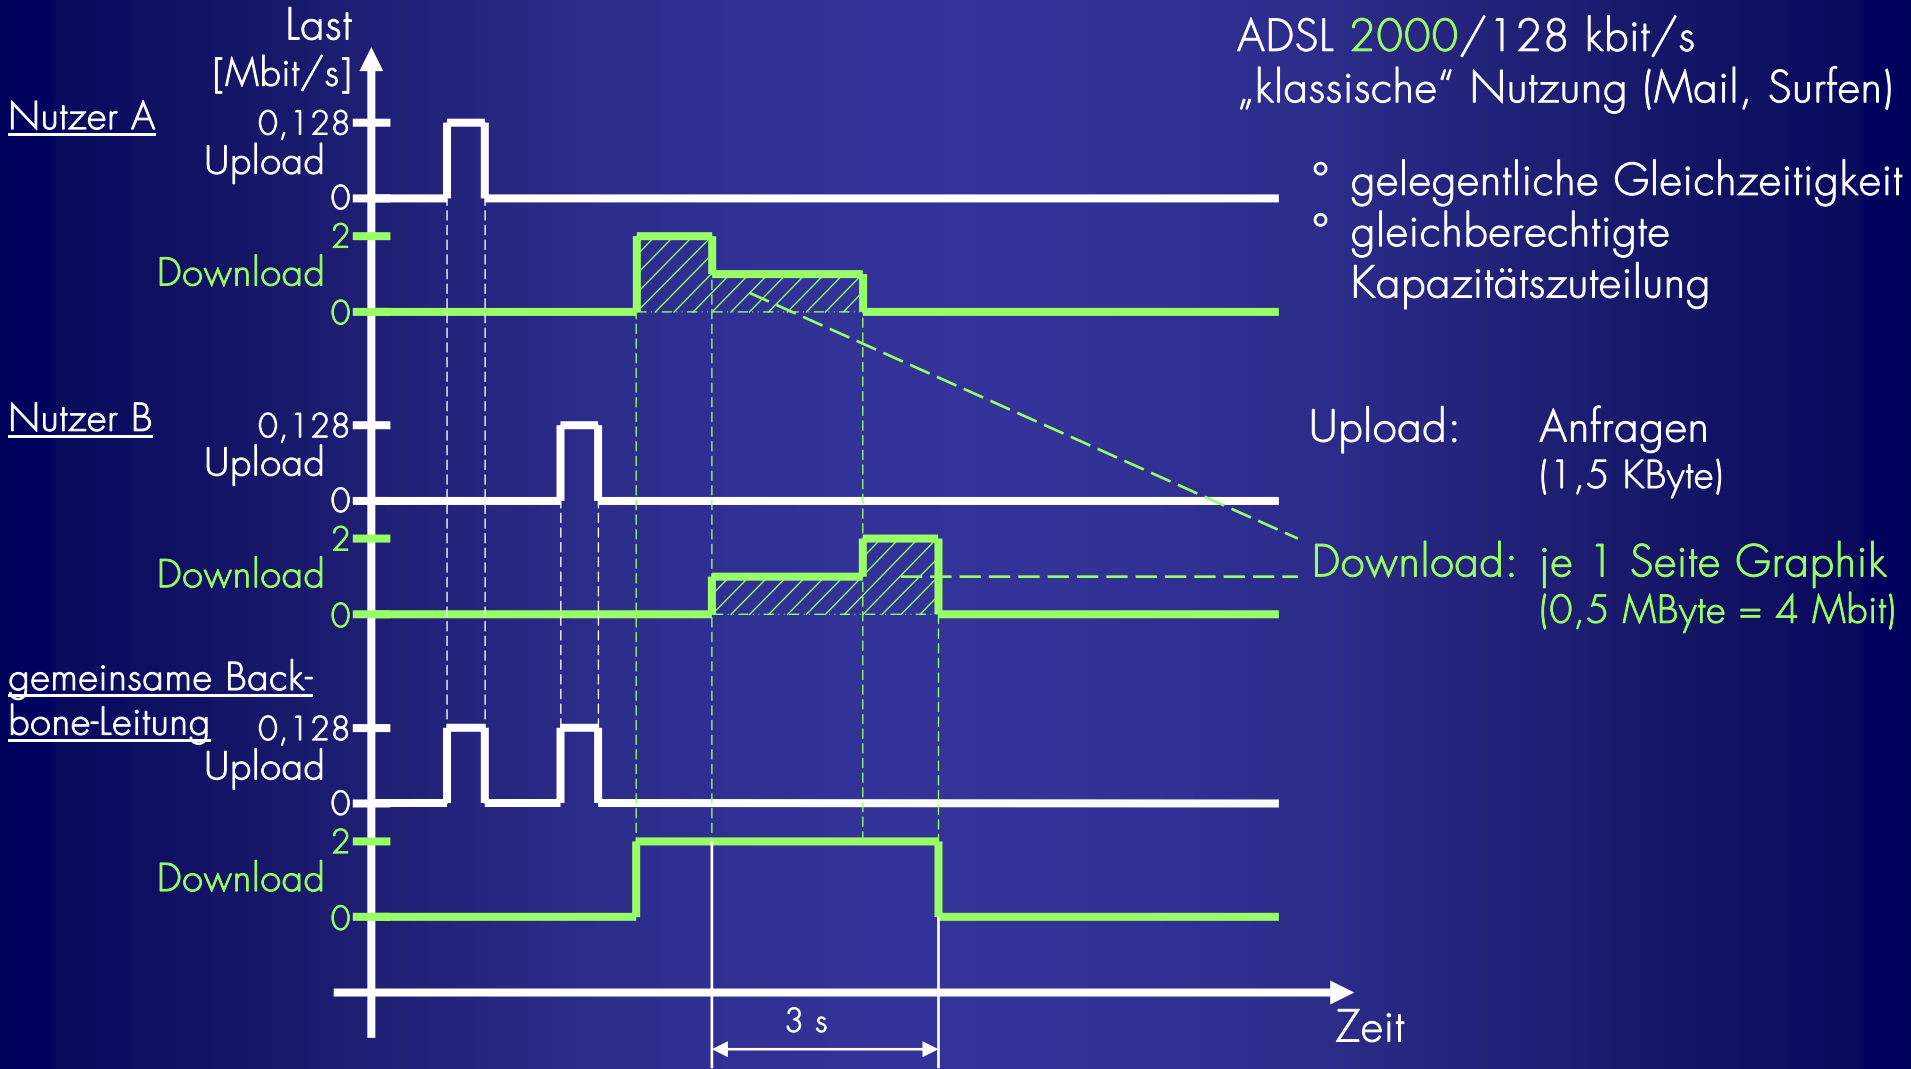 Last
[Mbit/s]
Nutzer A
0,128
Upload
0
2
Download
0
Nutzer B
0,128
Upload
0
2
Download
0
gemeinsame Back-
bone-Leitung
0,128
Upload
0
2
Download
0
3 s
Zeit
ADSL 2000/128 kbit/s
„klassische“ Nutzung (Mail, Surfen)
° gelegentliche Gleichzeitigkeit
° gleichberechtigte
Kapazitätszuteilung
Upload: Anfragen
(1,5 KByte)
Download: je 1 Seite Graphik
(0,5 MByte = 4 Mbit)